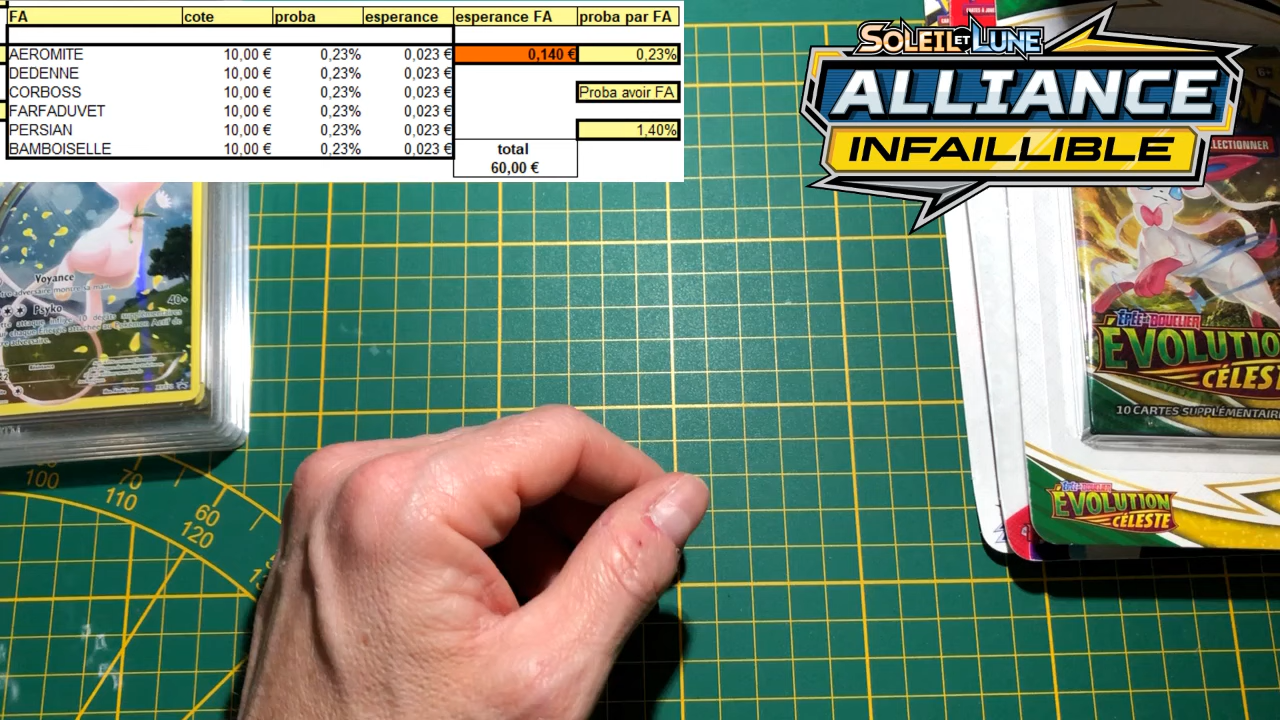 FA cote proba esperance esperance FA proba par FA
AEROMITE 10,00 € 0,23% 0,023 € 0,140 € 0,23%
DEDENNE 10,00 € 0,23% 0,023 €
CORBOSS 10,00 € 0,23% 0,023 € Proba avoir FA
FARFADUVET 10,00 € 0,23% 0,023 €
PERSIAN 10,00 € 0,23% 0,023 € 1,40%
BAMBOISELLE 10,00 € 0,23% 0,023 € total
60,00 €
SOLEIL ET LUNE
ALLIANCE
INFAILLIBLE
LECTIONNER
Voyance
40+
Psyko
ÉPÉE ET BOUCLIER
ÉVOLUTIO
CÉLEST
10 CARTES SUPPLÉMENTAIR
ÉVOLUTION
CÉLESTE
100
110
70
60
120